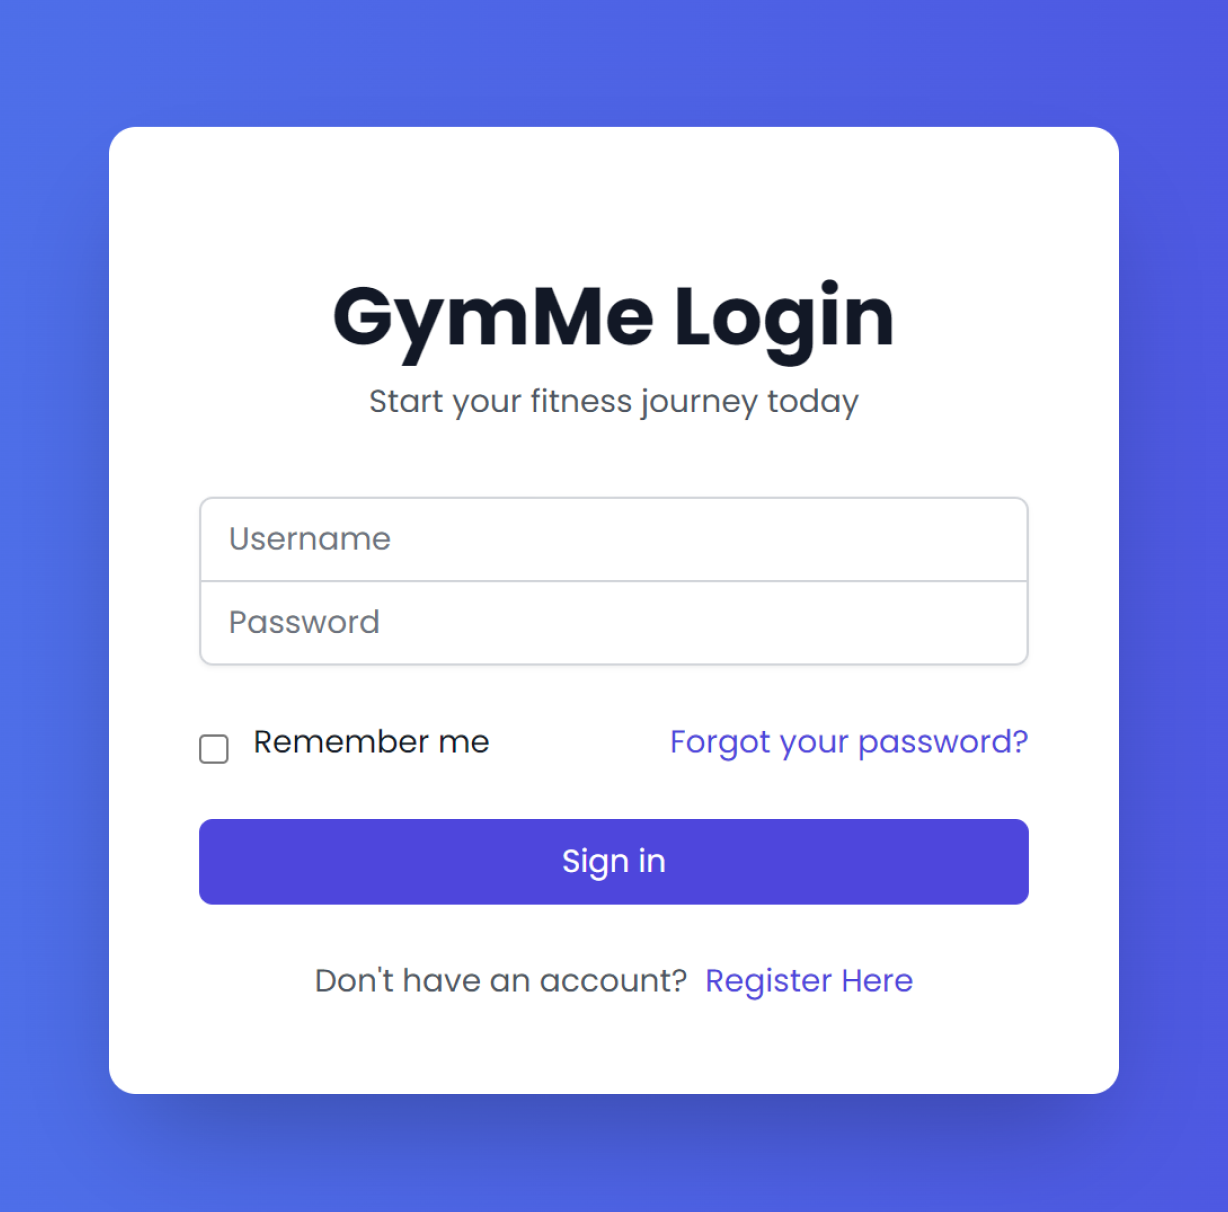 GymMe Login
Start your fitness journey today
Username
Password
Remember me
Forgot your password?
Sign in
Don't have an account? Register Here